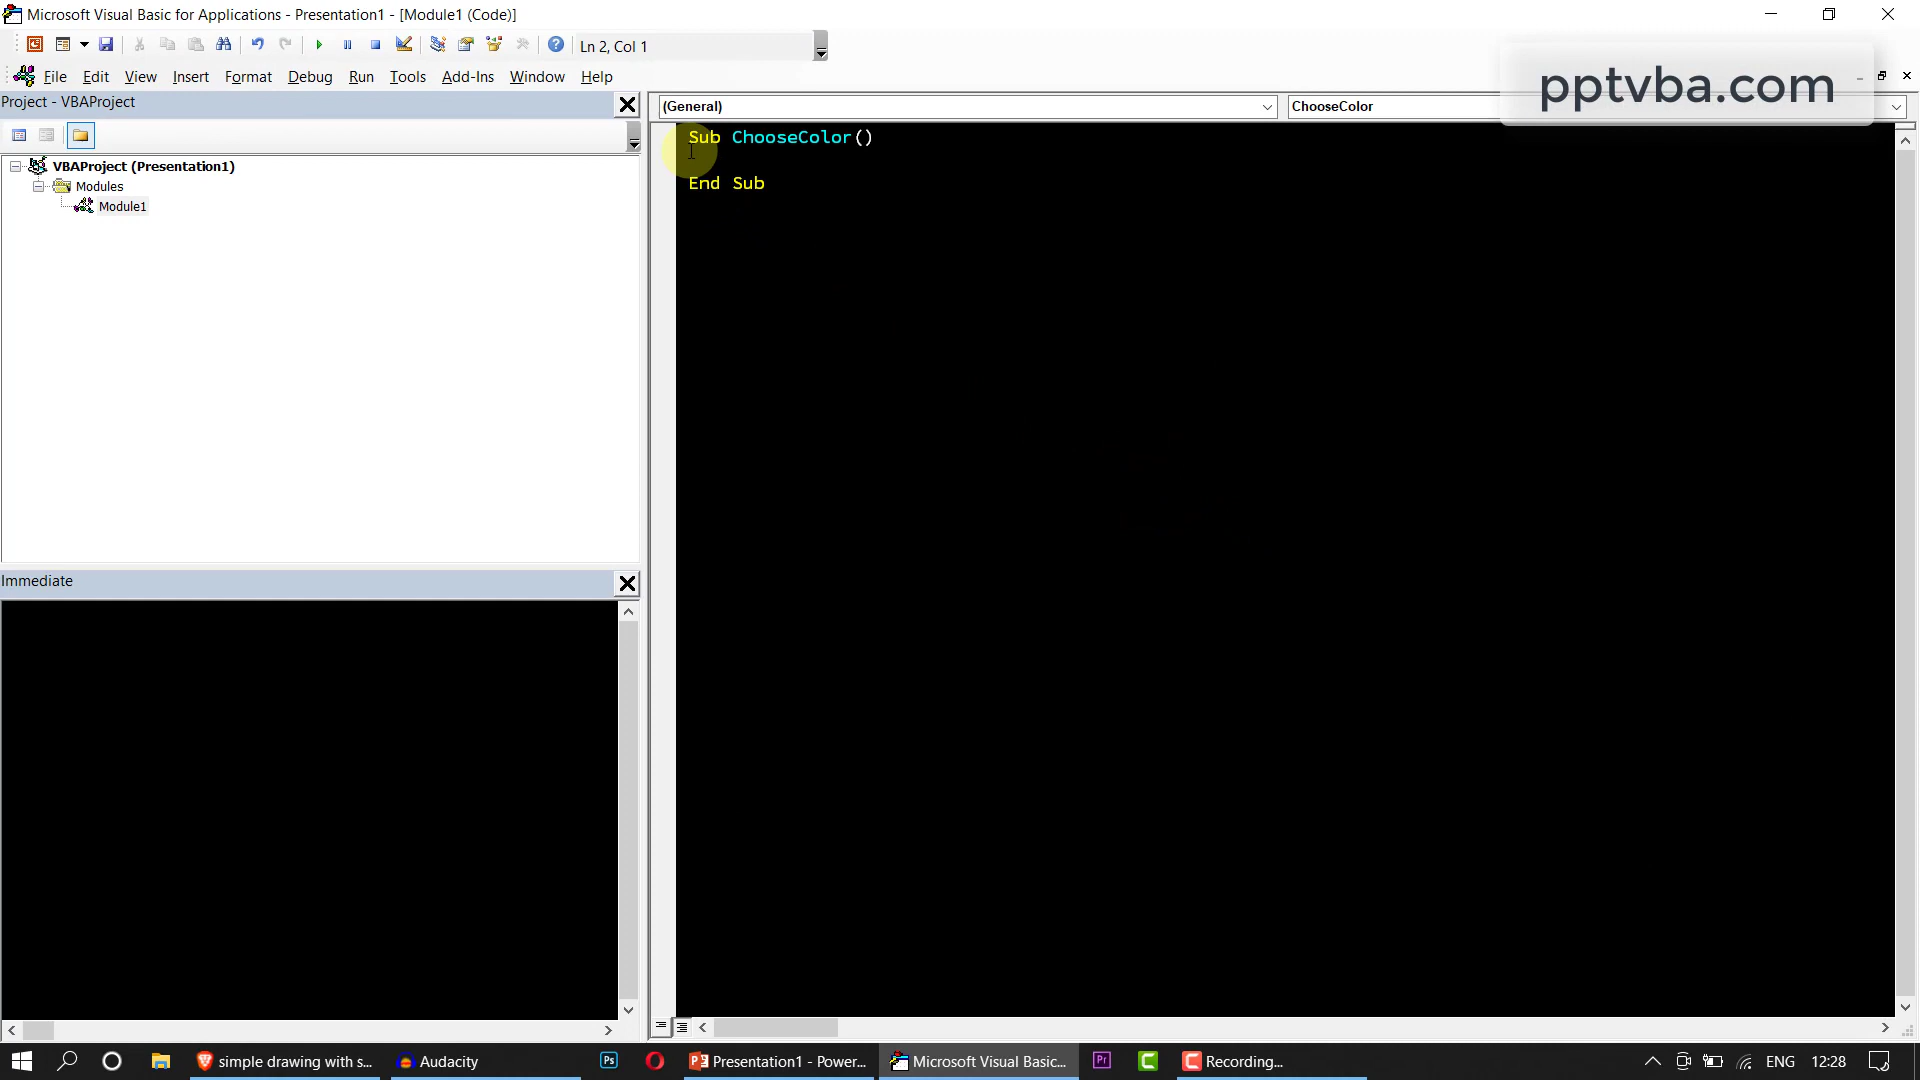 Microsoft Visual Basic for Applications - Presentation1 - [Module1 (Code)]
Ln 2, Col 1
File Edit View Insert Format Debug Run Tools Add-Ins Window Help
pptvba.com
Project - VBAProject
(General)
ChooseColor
VBAProject (Presentation1)
Modules
Module1
Sub ChooseColor()
End Sub
Immediate
simple drawing with s...
Audacity
Ps
Presentation1 - Power...
Microsoft Visual Basic...
Pr
Recording...
ENG
12:28